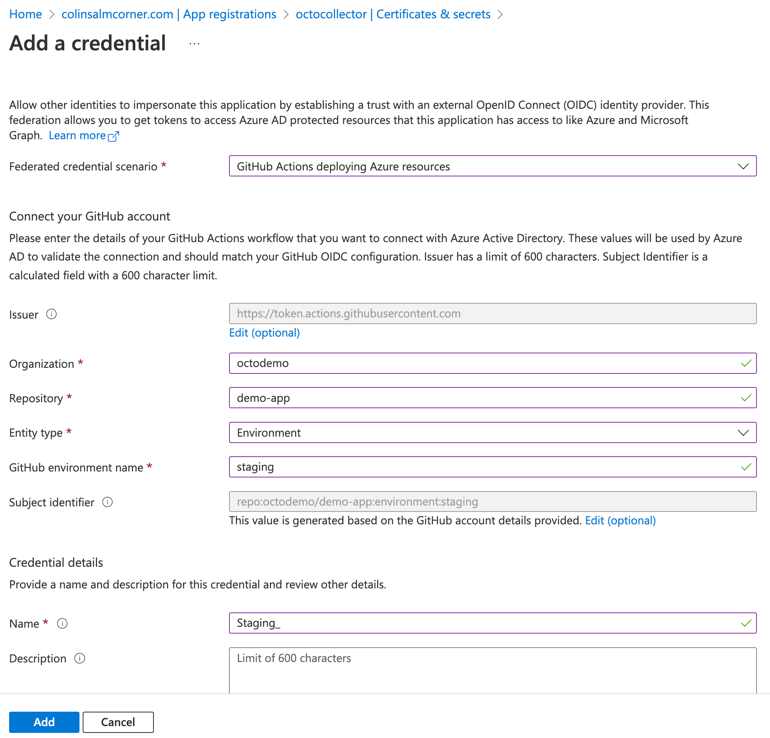 Home > colinsalmcorner.com | App registrations > octocollector | Certificates & secrets >
Add a credential ...
Allow other identities to impersonate this application by establishing a trust with an external OpenID Connect (OIDC) identity provider. This
federation allows you to get tokens to access Azure AD protected resources that this application has access to like Azure and Microsoft
Graph. Learn more
Federated credential scenario * GitHub Actions deploying Azure resources
Connect your GitHub account
Please enter the details of your GitHub Actions workflow that you want to connect with Azure Active Directory. These values will be used by Azure
AD to validate the connection and should match your GitHub OIDC configuration. Issuer has a limit of 600 characters. Subject Identifier is a
calculated field with a 600 character limit.
Issuer https://token.actions.githubusercontent.com
Edit (optional)
Organization * octodemo
Repository * demo-app
Entity type * Environment
GitHub environment name * staging
Subject identifier repo:octodemo/demo-app:environment:staging
This value is generated based on the GitHub account details provided. Edit (optional)
Credential details
Provide a name and description for this credential and review other details.
Name * Staging_
Description Limit of 600 characters
Add Cancel